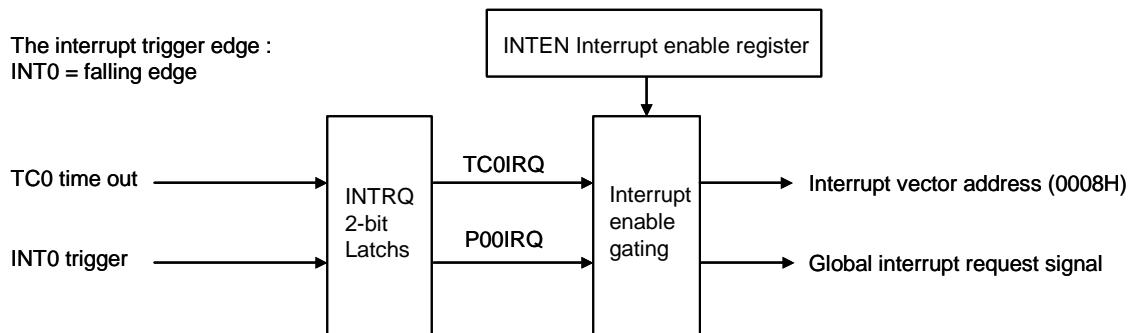 The interrupt trigger edge :
INT0 = falling edge
INTEN Interrupt enable register
TC0 time out
INT0 trigger
INTRQ
2-bit
Latchs
TC0IRQ
P00IRQ
Interrupt
enable
gating
Interrupt vector address (0008H)
Global interrupt request signal